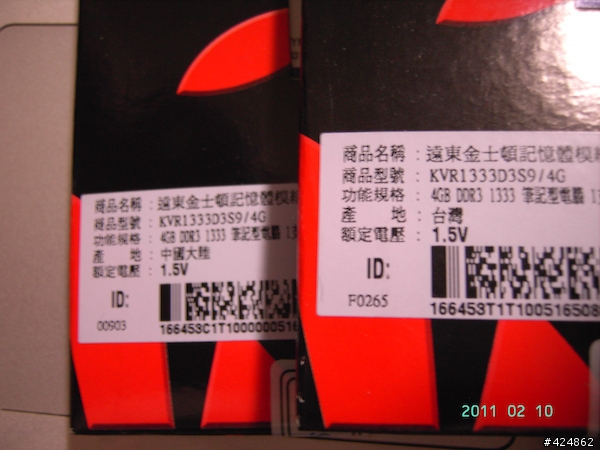 商品名稱：遠東金士頓記憶體模組
商品型號：KVR1333D3S9/4G
功能規格：4GB DDR3 1333 筆記型電腦
產 地：中國大陸
額定電壓：1.5V
ID:
00903
166453C1T1000000516
商品名稱：遠東金士頓記憶體模
商品型號：KVR1333D3S9/4G
功能規格：4GB DDR3 1333 筆記型電腦
產 地：台灣
額定電壓：1.5V
ID:
F0265
166453T1T100516508
2011 02 10
#424862